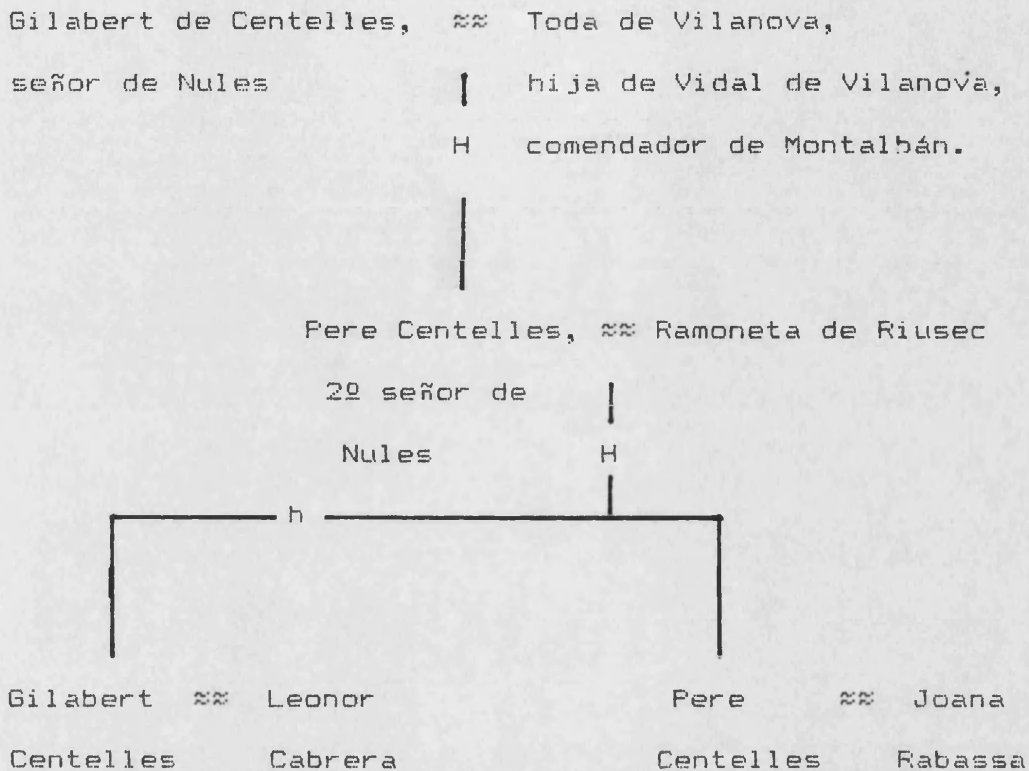 Gilabert de Centelles, ≈≈ Toda de Vilanova,
señor de Nules hija de Vidal de Vilanova,
H comendador de Montalbán.
Pere Centelles, ≈≈ Ramoneta de Riusec
2º señor de
Nules H
h
Gilabert ≈≈ Leonor Pere ≈≈ Joana
Centelles Cabrera Centelles Rabassa